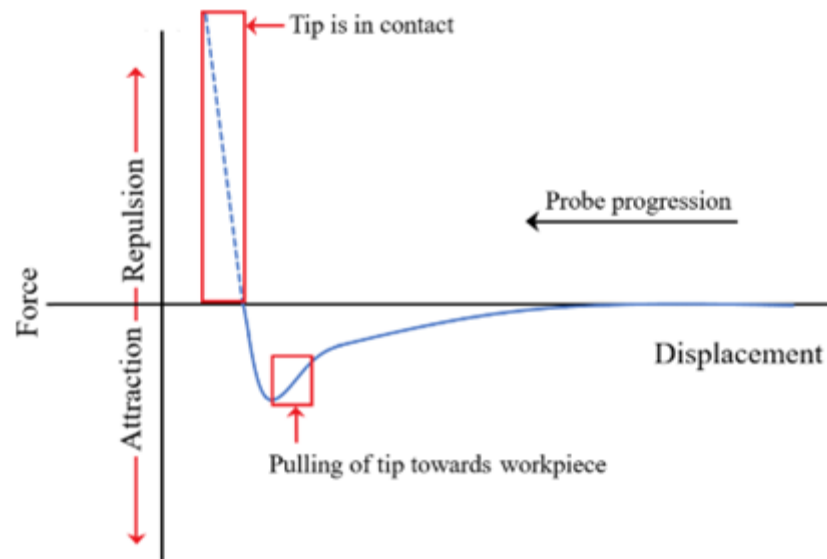 Tip is in contact
Repulsion
Probe progression
Force
Displacement
Attraction
Pulling of tip towards workpiece